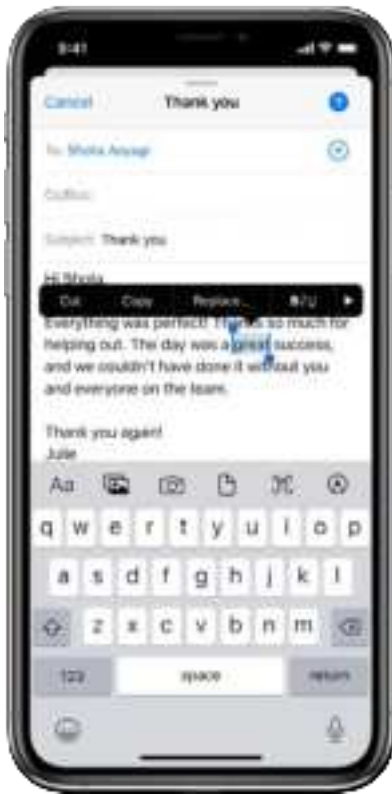 9:41
Cancel Thank you
To: Shota Aoyagi
Subject: Thank you
Hi Shota
Cut Copy Replace... B I U
Everything was perfect! Thanks so much for
helping out. The day was a great success,
and we couldn't have done it without you
and everyone on the team.
Thank you again!
Julie
Aa
q w e r t y u i o p
a s d f g h j k l
z x c v b n m
123 space return